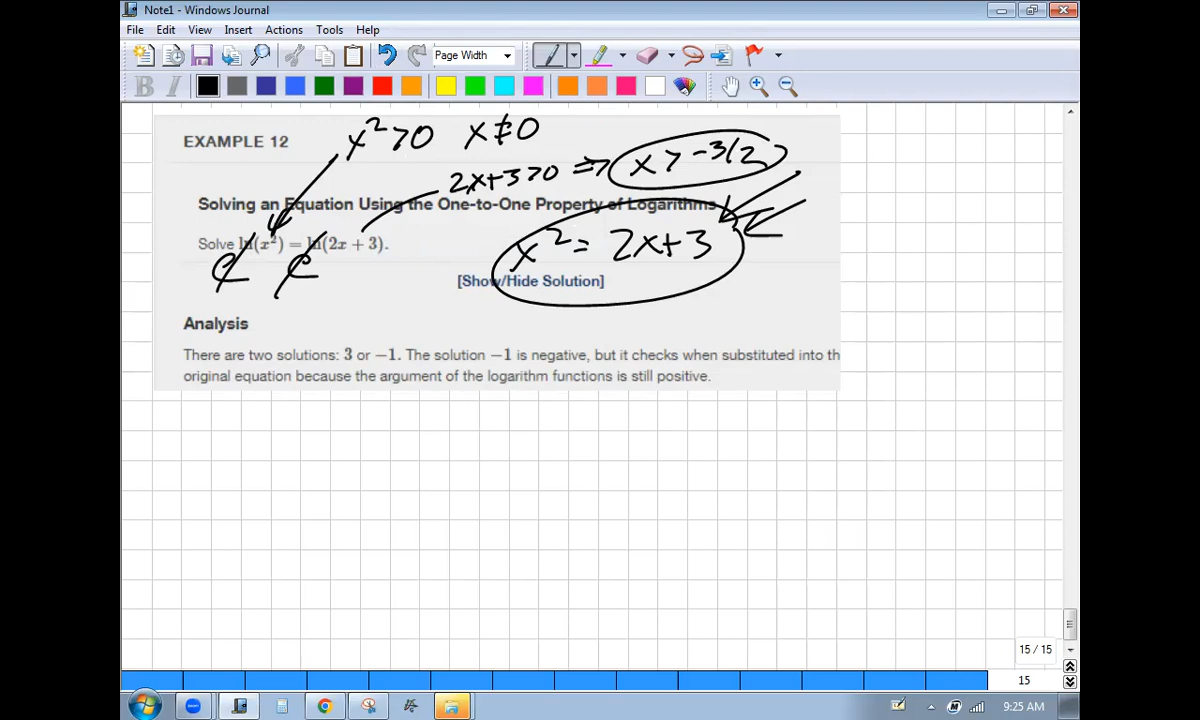 Note1 - Windows Journal
File Edit View Insert Actions Tools Help
Page Width
B I
EXAMPLE 12
x² > 0 x ≠ 0
2x+3 > 0 ⇒ x > -3/2
Solving an Equation Using the One-to-One Property of Logarithms
Solve ln(x²) = ln(2x + 3).
e e
x² = 2x+3
[Show/Hide Solution]
Analysis
There are two solutions: 3 or −1. The solution −1 is negative, but it checks when substituted into th
original equation because the argument of the logarithm functions is still positive.
15 / 15
15
9:25 AM